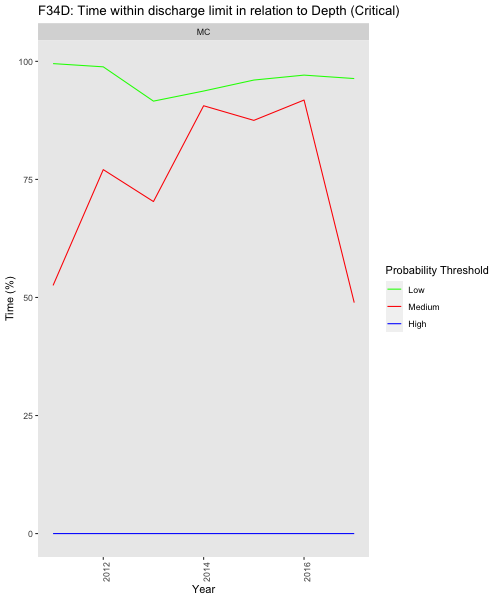 F34D: Time within discharge limit in relation to Depth (Critical)
MC
100
75
50
25
0
Time (%)
2012
2014
2016
Year
Probability Threshold
Low
Medium
High